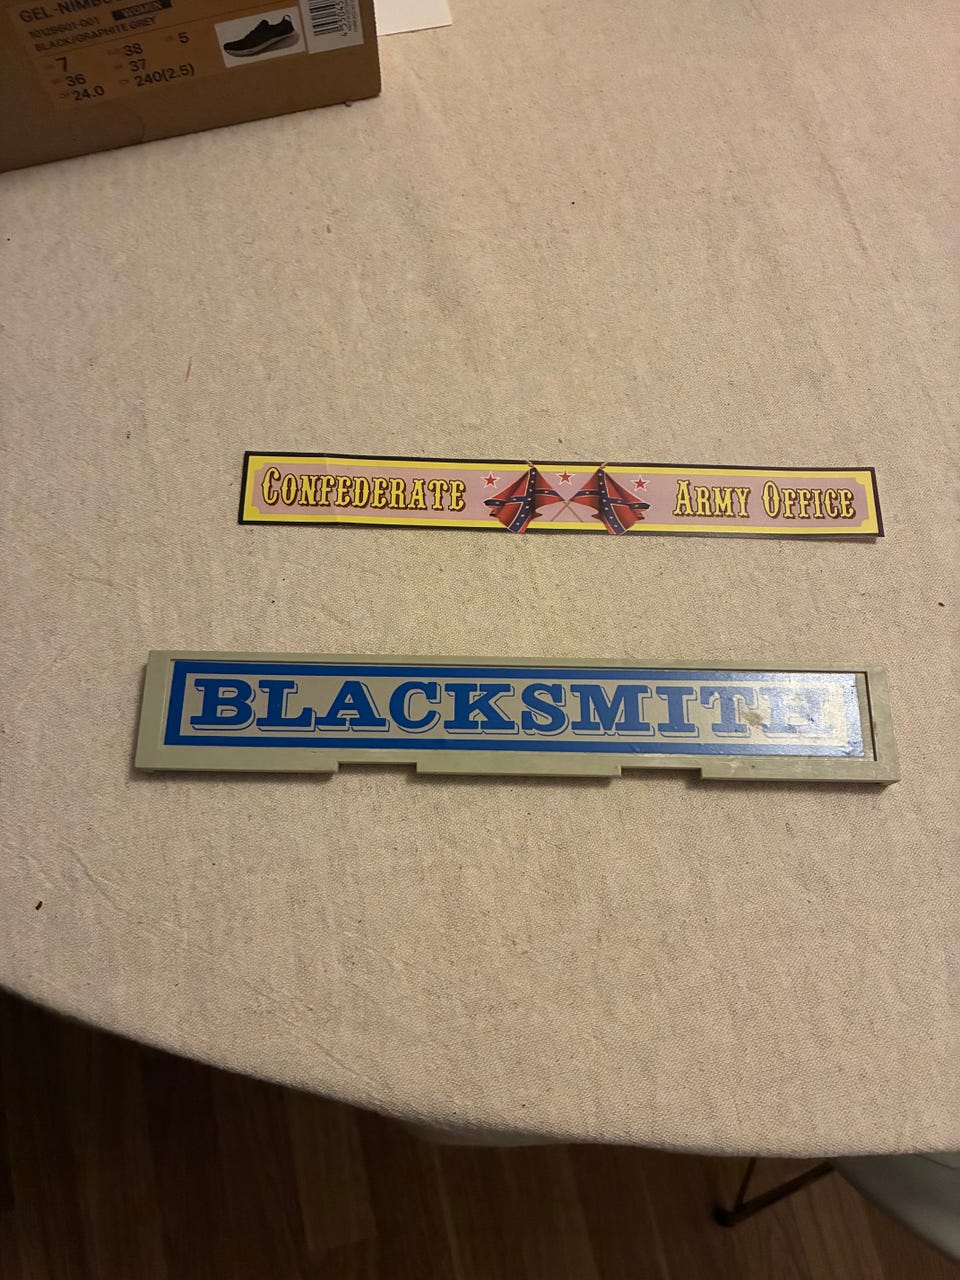 GEL-NIMBUS
WOMEN
BLACK/GRAPHITE GREY
7
38
5
36
37
24.0
240(2.5)
CONFEDERATE ARMY OFFICE
BLACKSMITH